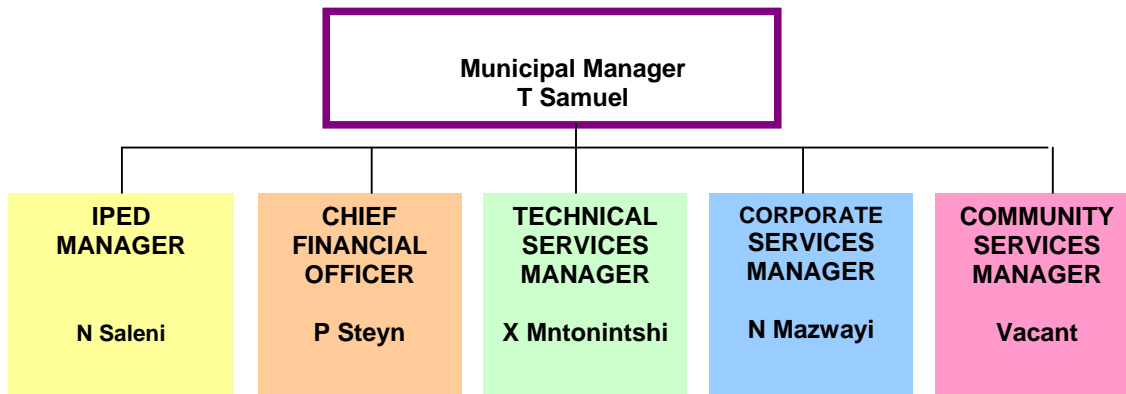 Municipal Manager
T Samuel
IPED
MANAGER
N Saleni
CHIEF
FINANCIAL
OFFICER
P Steyn
TECHNICAL
SERVICES
MANAGER
X Mntonintshi
CORPORATE
SERVICES
MANAGER
N Mazwayi
COMMUNITY
SERVICES
MANAGER
Vacant